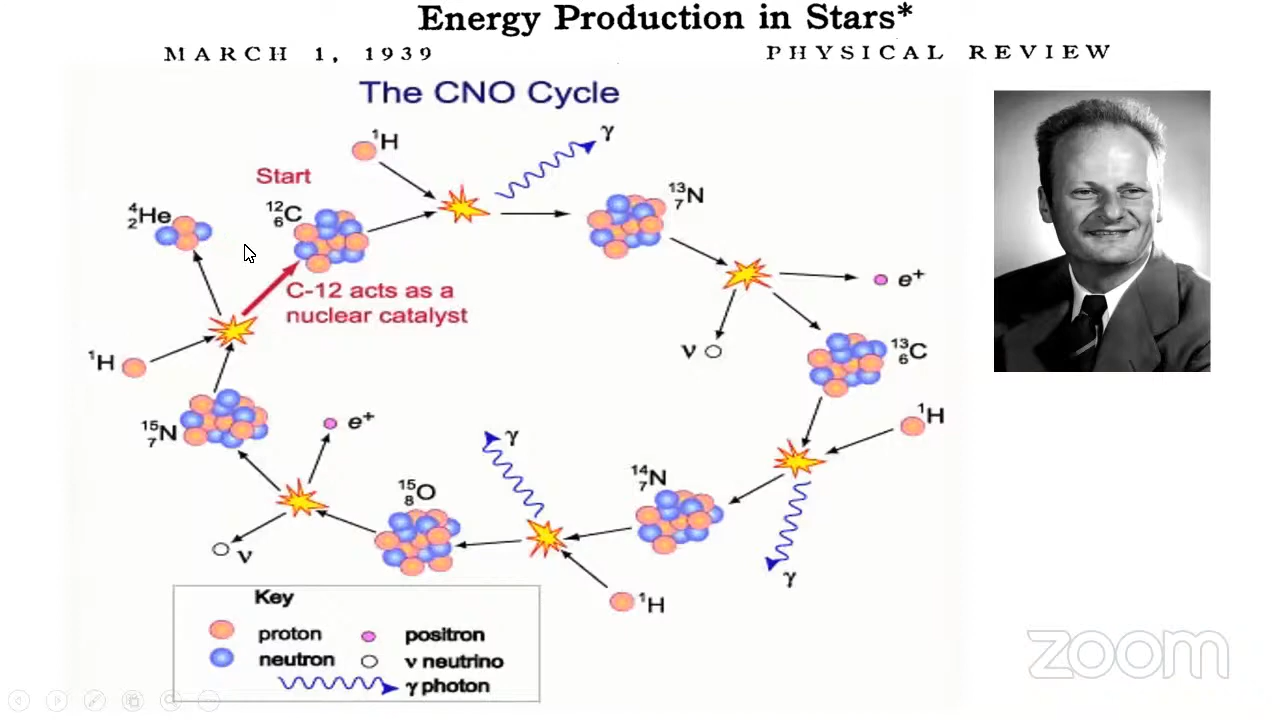 Energy Production in Stars*
MARCH 1, 1939 PHYSICAL REVIEW
The CNO Cycle
¹H
γ
Start
⁴₂He
¹²₆C
¹³₇N
C-12 acts as a
nuclear catalyst
e⁺
ν
¹³₆C
¹H
¹H
¹⁵₇N
e⁺
γ
¹⁴₇N
¹⁵₈O
ν
γ
¹H
Key
proton
positron
neutron
ν neutrino
γ photon
zoom